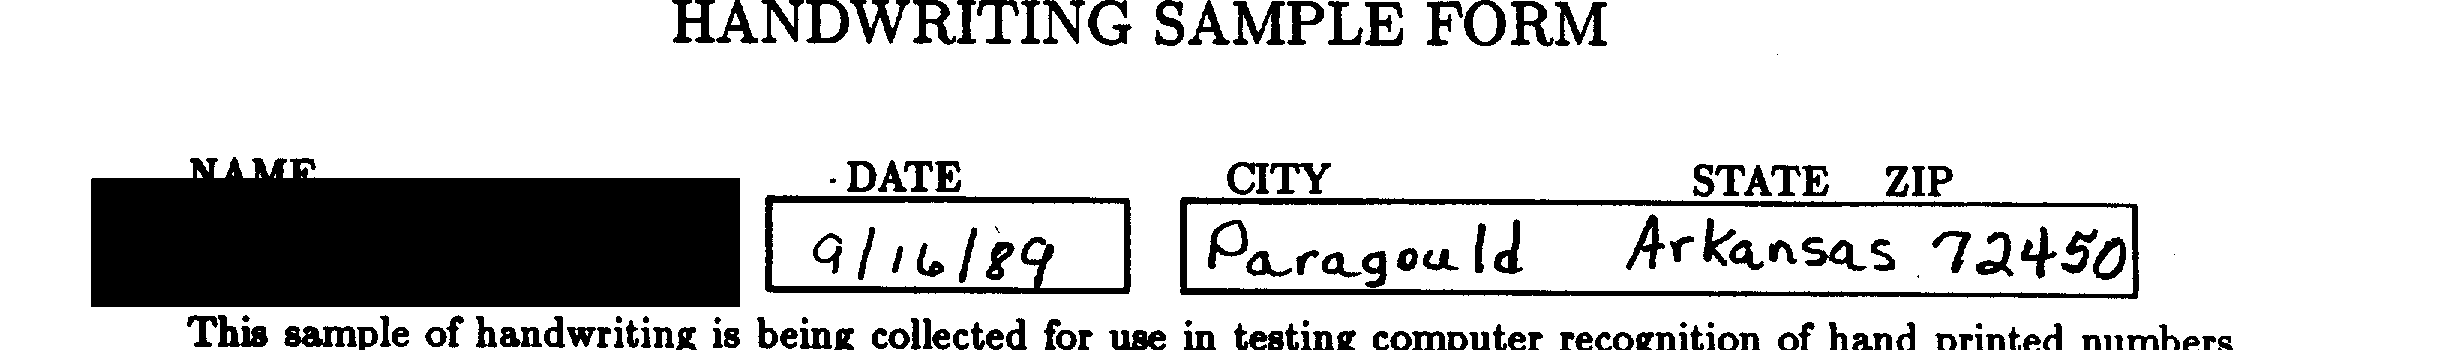 HANDWRITING SAMPLE FORM
NAME DATE CITY STATE ZIP
9/16/89 Paragould Arkansas 72450
This sample of handwriting is being collected for use in testing computer recognition of hand printed numbers